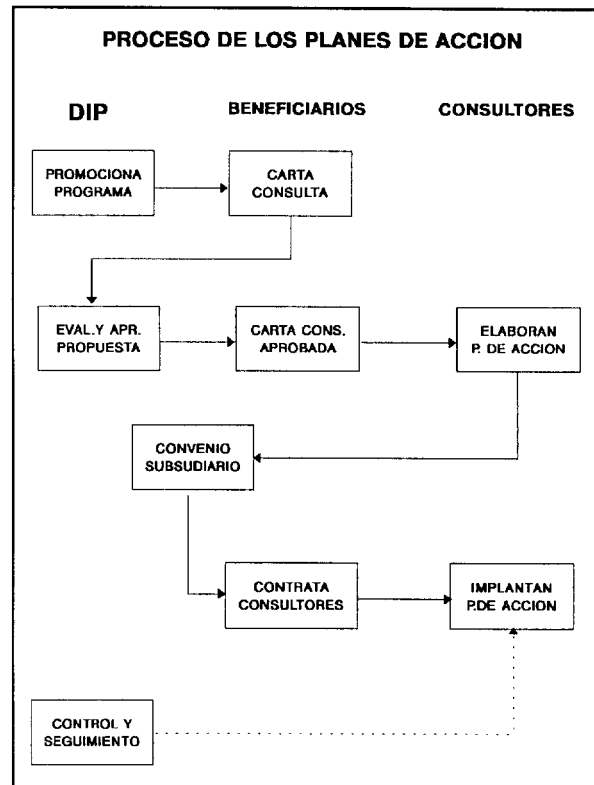 PROCESO DE LOS PLANES DE ACCION
DIP
BENEFICIARIOS
CONSULTORES
PROMOCIONA
PROGRAMA
CARTA
CONSULTA
EVAL.Y APR.
PROPUESTA
CARTA CONS.
APROBADA
ELABORAN
P. DE ACCION
CONVENIO
SUBSUDIARIO
CONTRATA
CONSULTORES
IMPLANTAN
P.DE ACCION
CONTROL Y
SEGUIMIENTO